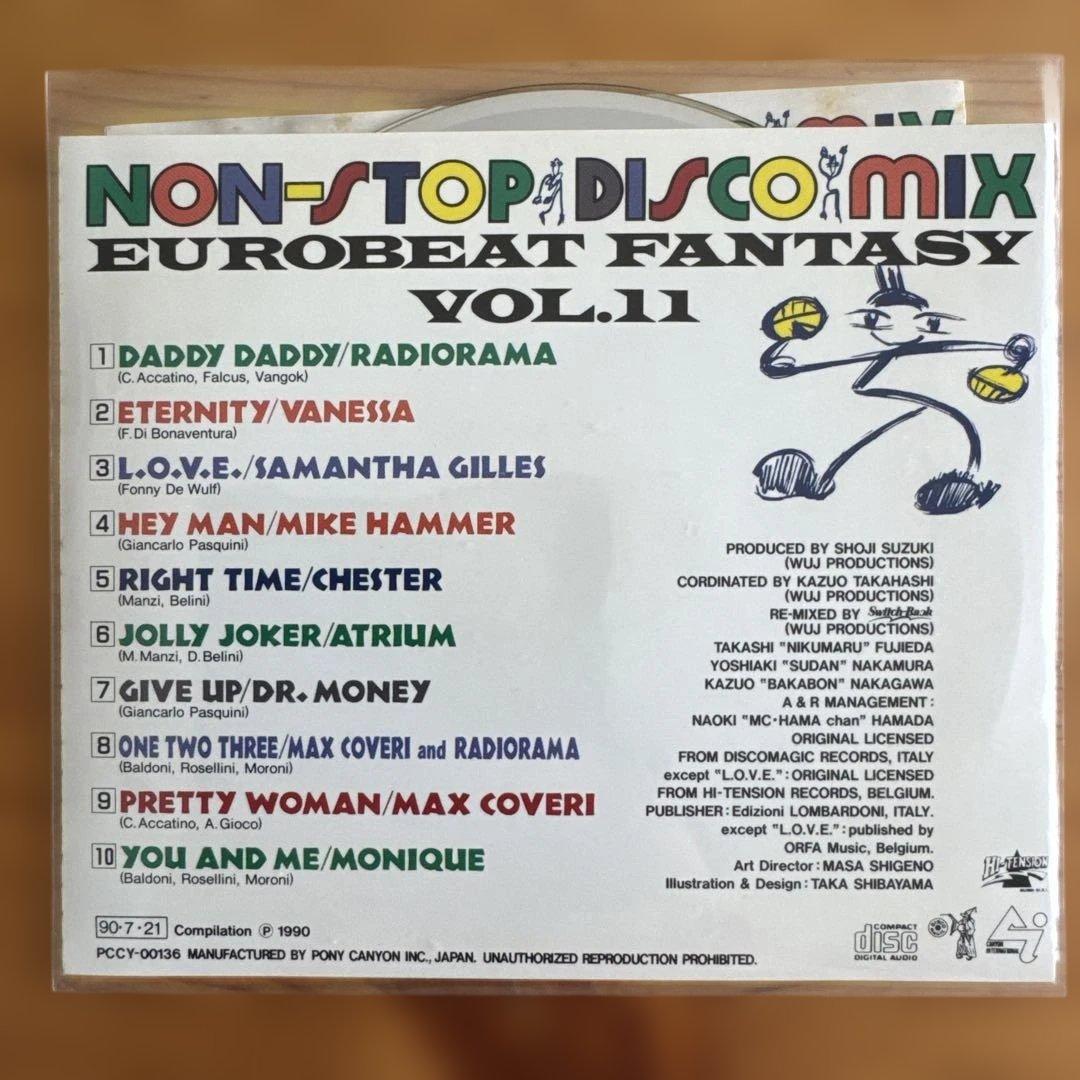 MIX
NON-STOP DISCO MIX
EUROBEAT FANTASY
VOL.11
1 DADDY DADDY/RADIORAMA
(C. Accatino, Falcus, Vangok)
2 ETERNITY/VANESSA
(F. Di Bonaventura)
3 L.O.V.E./SAMANTHA GILLES
(Fonny De Wulf)
4 HEY MAN/MIKE HAMMER
(Giancarlo Pasquini)
5 RIGHT TIME/CHESTER
(Manzi, Belini)
6 JOLLY JOKER/ATRIUM
(M. Manzi, D. Belini)
7 GIVE UP/DR. MONEY
(Giancarlo Pasquini)
8 ONE TWO THREE/MAX COVERI and RADIORAMA
(Baldoni, Rosellini, Moroni)
9 PRETTY WOMAN/MAX COVERI
(C. Accatino, A. Gioco)
10 YOU AND ME/MONIQUE
(Baldoni, Rosellini, Moroni)
PRODUCED BY SHOJI SUZUKI
(WUJ PRODUCTIONS)
CORDINATED BY KAZUO TAKAHASHI
(WUJ PRODUCTIONS)
RE-MIXED BY Switch Back
(WUJ PRODUCTIONS)
TAKASHI "NIKUMARU" FUJIEDA
YOSHIAKI "SUDAN" NAKAMURA
KAZUO "BAKABON" NAKAGAWA
A & R MANAGEMENT :
NAOKI "MC·HAMA chan" HAMADA
ORIGINAL LICENSED
FROM DISCOMAGIC RECORDS, ITALY
except "L.O.V.E." : ORIGINAL LICENSED
FROM HI-TENSION RECORDS, BELGIUM.
PUBLISHER : Edizioni LOMBARDONI, ITALY.
except "L.O.V.E." : published by
ORFA Music, Belgium.
Art Director : MASA SHIGENO
Illustration & Design : TAKA SHIBAYAMA
HI-TENSION
90·7·21 Compilation Ⓟ 1990
PCCY-00136 MANUFACTURED BY PONY CANYON INC., JAPAN. UNAUTHORIZED REPRODUCTION PROHIBITED.
COMPACT
disc
DIGITAL AUDIO
CANYON
INTERNATIONAL